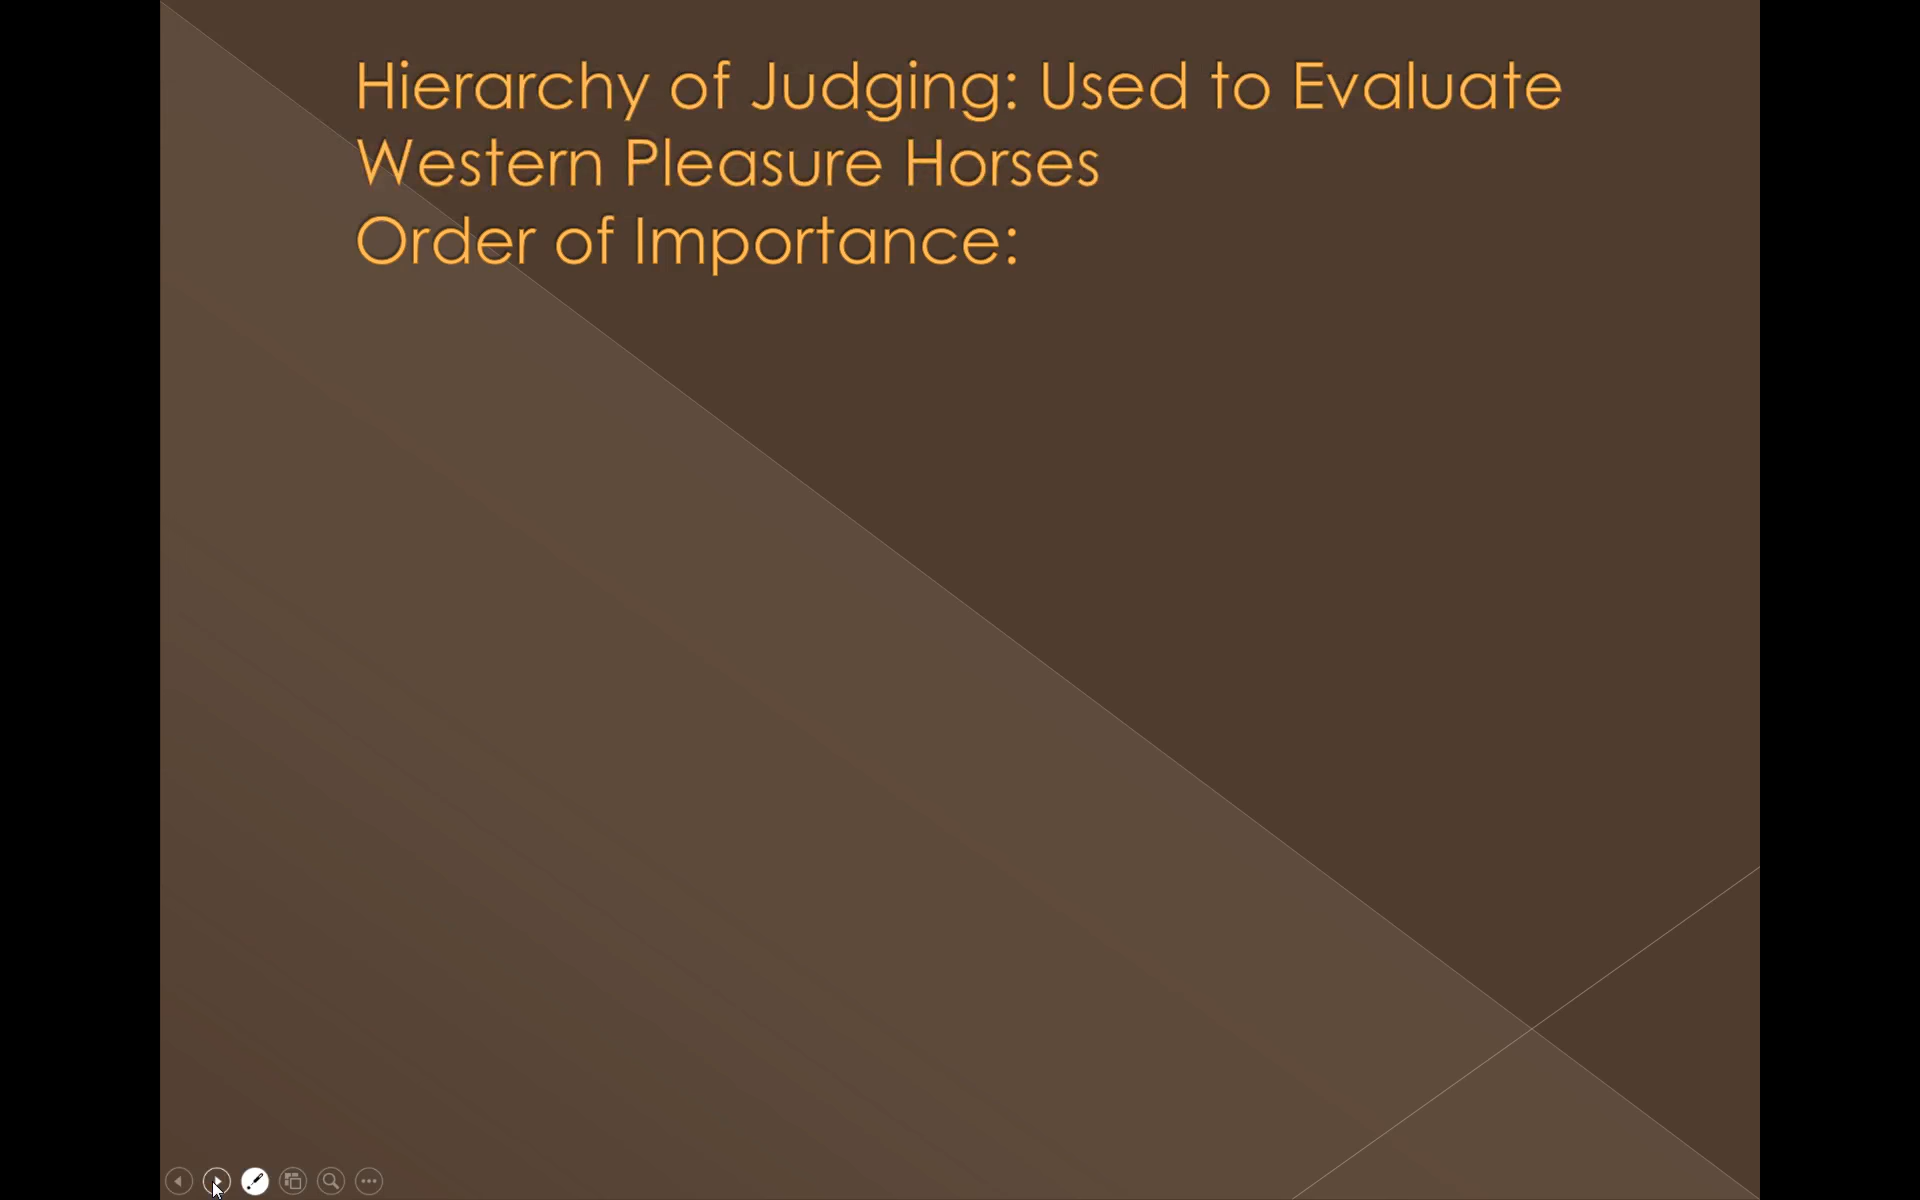 Hierarchy of Judging: Used to Evaluate
Western Pleasure Horses
Order of Importance: